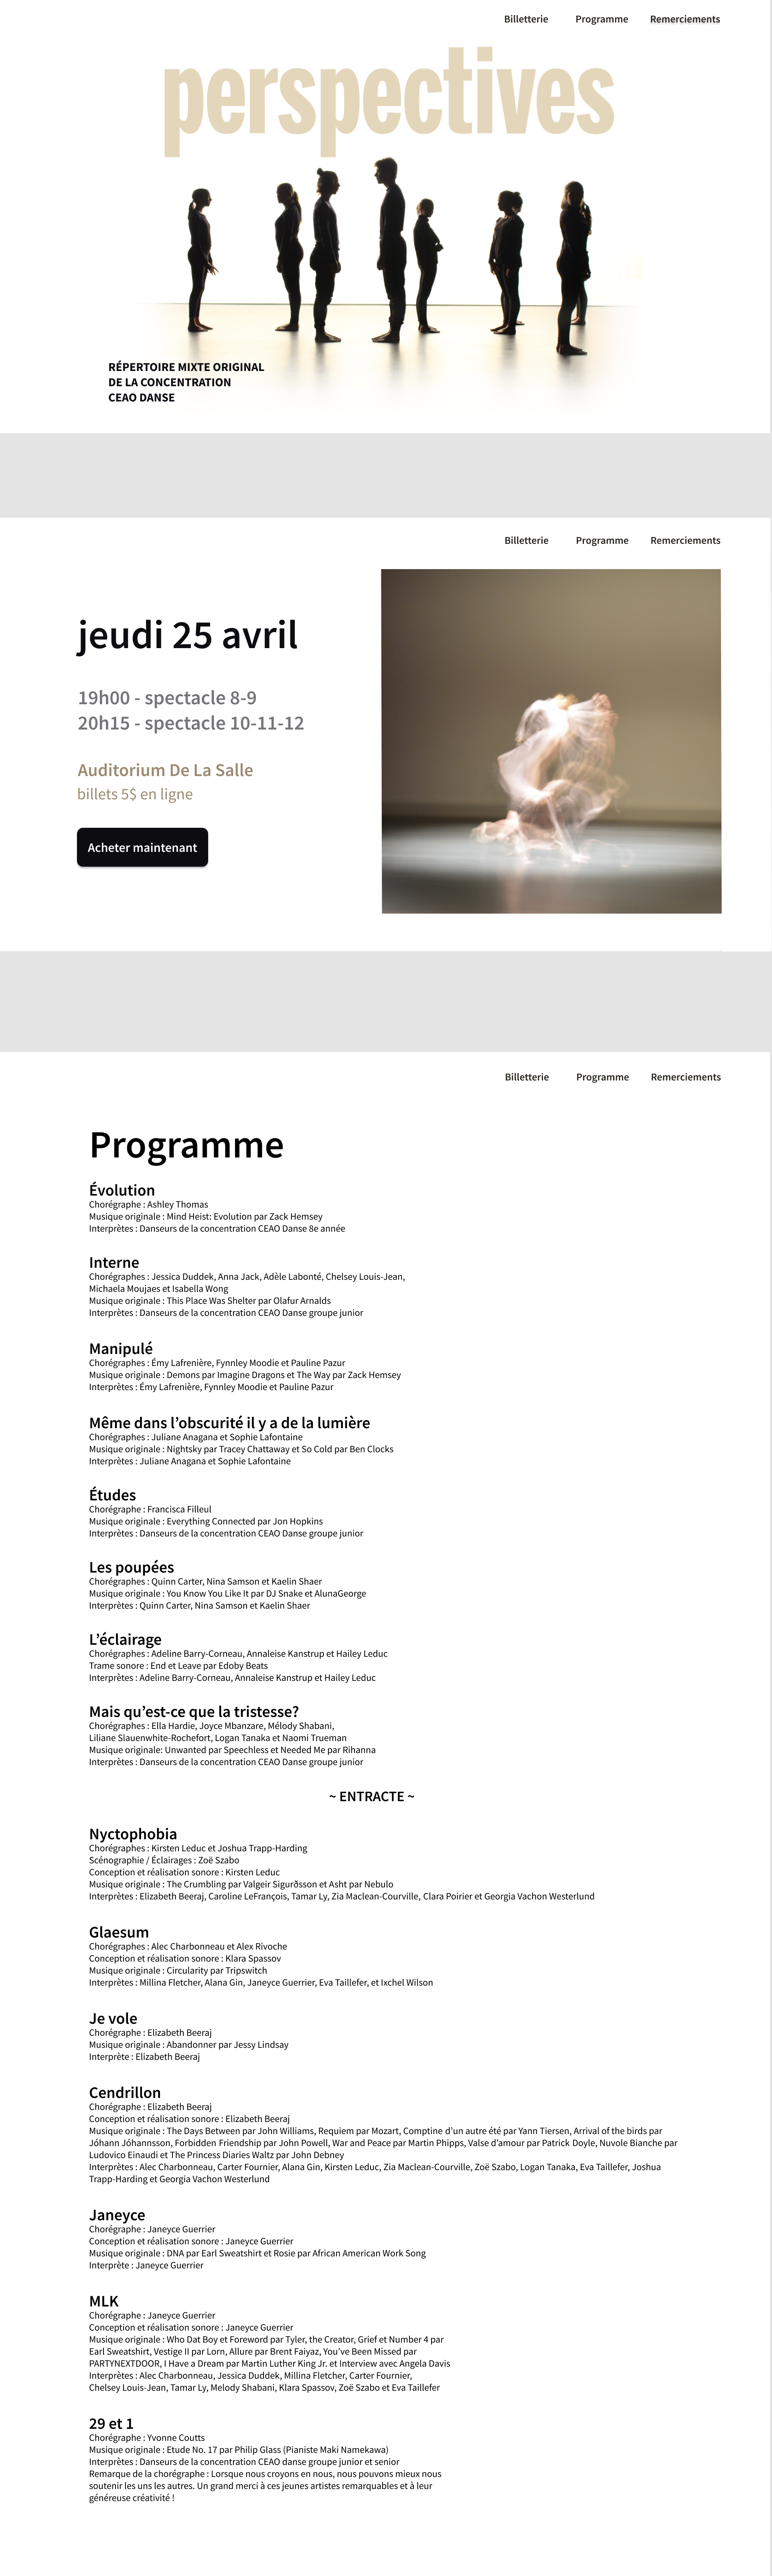 Billetterie Programme Remerciements
perspectives
RÉPERTOIRE MIXTE ORIGINAL
DE LA CONCENTRATION
CEAO DANSE
Billetterie Programme Remerciements
jeudi 25 avril
19h00 - spectacle 8-9
20h15 - spectacle 10-11-12
Auditorium De La Salle
billets 5$ en ligne
Acheter maintenant
Billetterie Programme Remerciements
Programme
Évolution
Chorégraphe : Ashley Thomas
Musique originale : Mind Heist: Evolution par Zack Hemsey
Interprètes : Danseurs de la concentration CEAO Danse 8e année
Interne
Chorégraphes : Jessica Duddek, Anna Jack, Adèle Labonté, Chelsey Louis-Jean,
Michaela Moujaes et Isabella Wong
Musique originale : This Place Was Shelter par Olafur Arnalds
Interprètes : Danseurs de la concentration CEAO Danse groupe junior
Manipulé
Chorégraphes : Émy Lafrenière, Fynnley Moodie et Pauline Pazur
Musique originale : Demons par Imagine Dragons et The Way par Zack Hemsey
Interprètes : Émy Lafrenière, Fynnley Moodie et Pauline Pazur
Même dans l’obscurité il y a de la lumière
Chorégraphes : Juliane Anagana et Sophie Lafontaine
Musique originale : Nightsky par Tracey Chattaway et So Cold par Ben Clocks
Interprètes : Juliane Anagana et Sophie Lafontaine
Études
Chorégraphe : Francisca Filleul
Musique originale : Everything Connected par Jon Hopkins
Interprètes : Danseurs de la concentration CEAO Danse groupe junior
Les poupées
Chorégraphes : Quinn Carter, Nina Samson et Kaelin Shaer
Musique originale : You Know You Like It par DJ Snake et AlunaGeorge
Interprètes : Quinn Carter, Nina Samson et Kaelin Shaer
L’éclairage
Chorégraphes : Adeline Barry-Corneau, Annaleise Kanstrup et Hailey Leduc
Trame sonore : End et Leave par Edoby Beats
Interprètes : Adeline Barry-Corneau, Annaleise Kanstrup et Hailey Leduc
Mais qu’est-ce que la tristesse?
Chorégraphes : Ella Hardie, Joyce Mbanzare, Mélody Shabani,
Liliane Slauenwhite-Rochefort, Logan Tanaka et Naomi Trueman
Musique originale: Unwanted par Speechless et Needed Me par Rihanna
Interprètes : Danseurs de la concentration CEAO Danse groupe junior
~ ENTRACTE ~
Nyctophobia
Chorégraphes : Kirsten Leduc et Joshua Trapp-Harding
Scénographie / Éclairages : Zoë Szabo
Conception et réalisation sonore : Kirsten Leduc
Musique originale : The Crumbling par Valgeir Sigurðsson et Asht par Nebulo
Interprètes : Elizabeth Beeraj, Caroline LeFrançois, Tamar Ly, Zia Maclean-Courville, Clara Poirier et Georgia Vachon Westerlund
Glaesum
Chorégraphes : Alec Charbonneau et Alex Rivoche
Conception et réalisation sonore : Klara Spassov
Musique originale : Circularity par Tripswitch
Interprètes : Millina Fletcher, Alana Gin, Janeyce Guerrier, Eva Taillefer, et Ixchel Wilson
Je vole
Chorégraphe : Elizabeth Beeraj
Musique originale : Abandonner par Jessy Lindsay
Interprète : Elizabeth Beeraj
Cendrillon
Chorégraphe : Elizabeth Beeraj
Conception et réalisation sonore : Elizabeth Beeraj
Musique originale : The Days Between par John Williams, Requiem par Mozart, Comptine d’un autre été par Yann Tiersen, Arrival of the birds par
Jóhann Jóhannsson, Forbidden Friendship par John Powell, War and Peace par Martin Phipps, Valse d’amour par Patrick Doyle, Nuvole Bianche par
Ludovico Einaudi et The Princess Diaries Waltz par John Debney
Interprètes : Alec Charbonneau, Carter Fournier, Alana Gin, Kirsten Leduc, Zia Maclean-Courville, Zoë Szabo, Logan Tanaka, Eva Taillefer, Joshua
Trapp-Harding et Georgia Vachon Westerlund
Janeyce
Chorégraphe : Janeyce Guerrier
Conception et réalisation sonore : Janeyce Guerrier
Musique originale : DNA par Earl Sweatshirt et Rosie par African American Work Song
Interprète : Janeyce Guerrier
MLK
Chorégraphe : Janeyce Guerrier
Conception et réalisation sonore : Janeyce Guerrier
Musique originale : Who Dat Boy et Foreword par Tyler, the Creator, Grief et Number 4 par
Earl Sweatshirt, Vestige II par Lorn, Allure par Brent Faiyaz, You’ve Been Missed par
PARTYNEXTDOOR, I Have a Dream par Martin Luther King Jr. et Interview avec Angela Davis
Interprètes : Alec Charbonneau, Jessica Duddek, Millina Fletcher, Carter Fournier,
Chelsey Louis-Jean, Tamar Ly, Melody Shabani, Klara Spassov, Zoë Szabo et Eva Taillefer
29 et 1
Chorégraphe : Yvonne Coutts
Musique originale : Etude No. 17 par Philip Glass (Pianiste Maki Namekawa)
Interprètes : Danseurs de la concentration CEAO danse groupe junior et senior
Remarque de la chorégraphe : Lorsque nous croyons en nous, nous pouvons mieux nous
soutenir les uns les autres. Un grand merci à ces jeunes artistes remarquables et à leur
généreuse créativité !